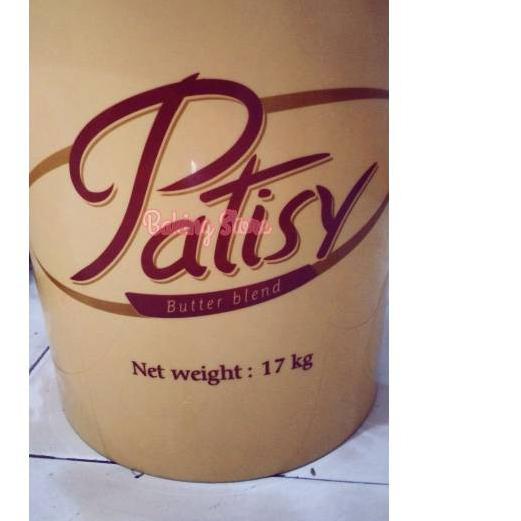 Patisy
Baking Store
Butter blend
Net weight : 17 kg